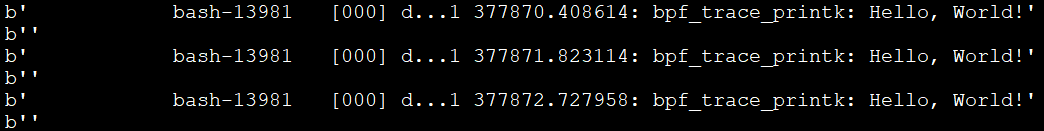 b'           bash-13981   [000] d...1 377870.408614: bpf_trace_printk: Hello, World!'
b''
b'           bash-13981   [000] d...1 377871.823114: bpf_trace_printk: Hello, World!'
b''
b'           bash-13981   [000] d...1 377872.727958: bpf_trace_printk: Hello, World!'
b''